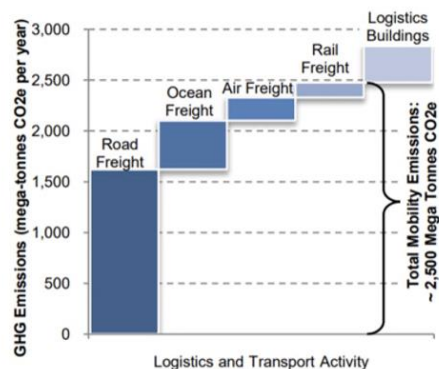 GHG Emissions (mega-tonnes CO2e per year)
3,000
2,500
2,000
1,500
1,000
500
0
Road
Freight
Ocean
Freight
Air Freight
Rail
Freight
Logistics
Buildings
Total Mobility Emissions:
~ 2,500 Mega Tonnes CO2e
Logistics and Transport Activity